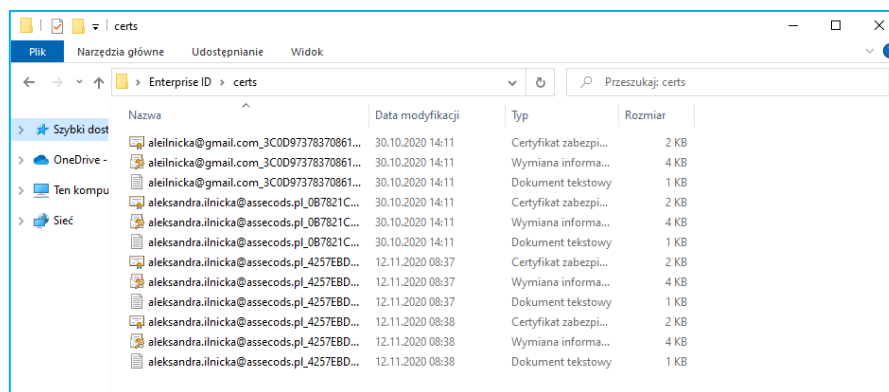 certs
Plik Narzędzia główne Udostępnianie Widok
Enterprise ID > certs Przeszukaj: certs
Nazwa Data modyfikacji Typ Rozmiar
Szybki dost
OneDrive -
Ten kompu
Sieć
aleilnicka@gmail.com_3C0D97378370861... 30.10.2020 14:11 Certyfikat zabezpi... 2 KB
aleilnicka@gmail.com_3C0D97378370861... 30.10.2020 14:11 Wymiana informa... 4 KB
aleilnicka@gmail.com_3C0D97378370861... 30.10.2020 14:11 Dokument tekstowy 1 KB
aleksandra.ilnicka@assecods.pl_0B7821C... 30.10.2020 14:11 Certyfikat zabezpi... 2 KB
aleksandra.ilnicka@assecods.pl_0B7821C... 30.10.2020 14:11 Wymiana informa... 4 KB
aleksandra.ilnicka@assecods.pl_0B7821C... 30.10.2020 14:11 Dokument tekstowy 1 KB
aleksandra.ilnicka@assecods.pl_4257EBD... 12.11.2020 08:37 Certyfikat zabezpi... 2 KB
aleksandra.ilnicka@assecods.pl_4257EBD... 12.11.2020 08:37 Wymiana informa... 4 KB
aleksandra.ilnicka@assecods.pl_4257EBD... 12.11.2020 08:37 Dokument tekstowy 1 KB
aleksandra.ilnicka@assecods.pl_4257EBD... 12.11.2020 08:38 Certyfikat zabezpi... 2 KB
aleksandra.ilnicka@assecods.pl_4257EBD... 12.11.2020 08:38 Wymiana informa... 4 KB
aleksandra.ilnicka@assecods.pl_4257EBD... 12.11.2020 08:38 Dokument tekstowy 1 KB